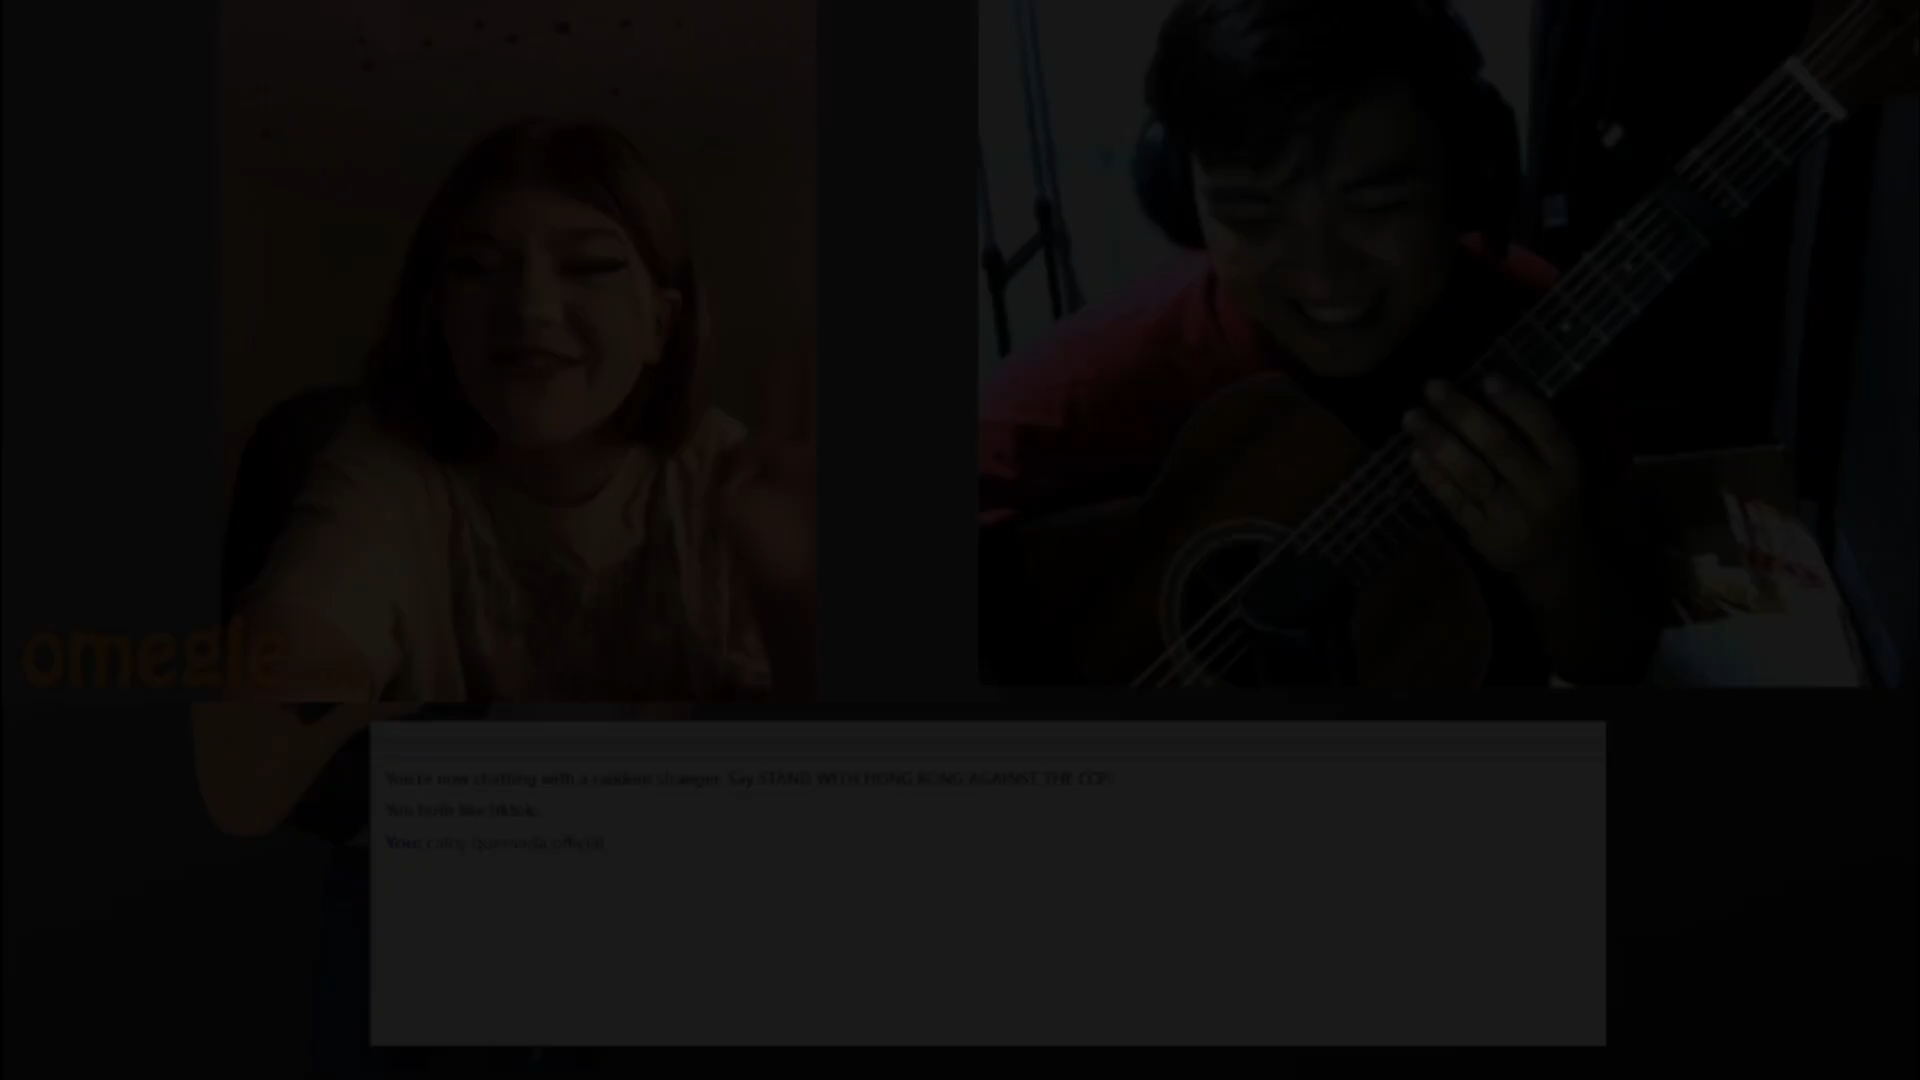 omegle
You're now chatting with a random stranger. Say STAND WITH HONG KONG AGAINST THE CCP!
You both like tiktok.
You: official